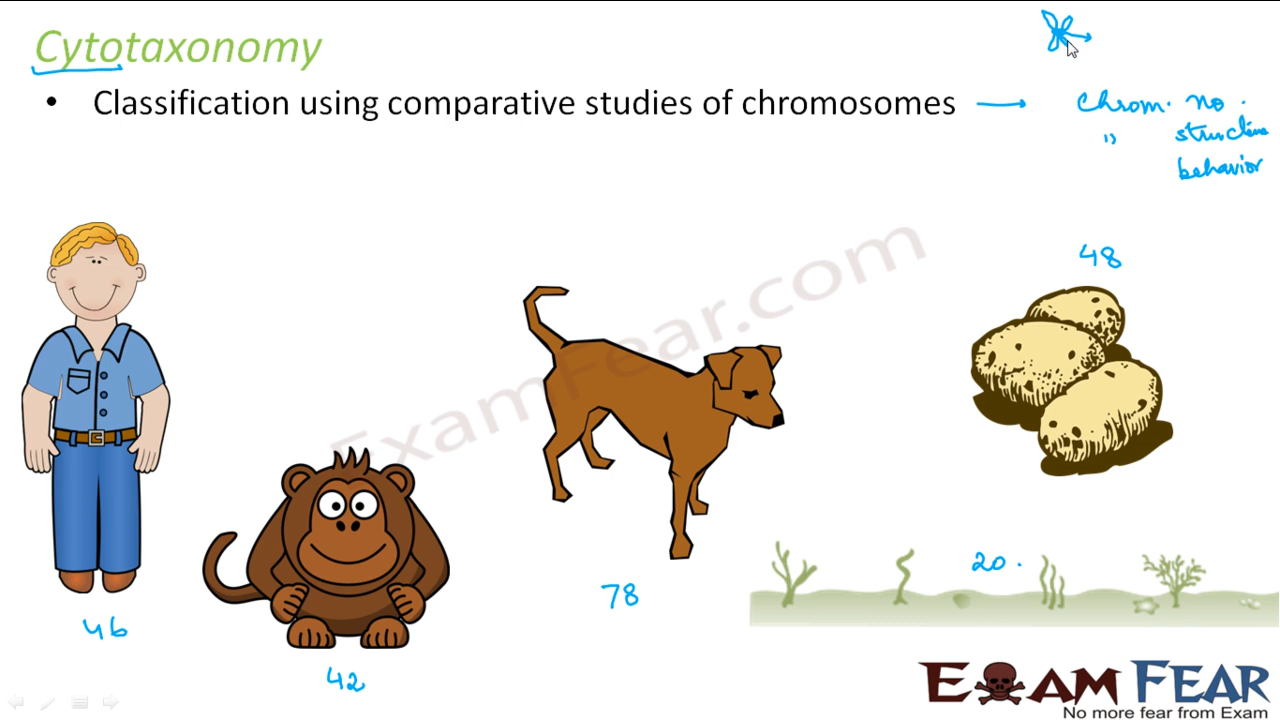 Cytotaxonomy
• Classification using comparative studies of chromosomes → Chrom. no.
" structure
behavior
48
ExamFear.com
20.
78
46
42
EXAM FEAR
No more fear from Exam